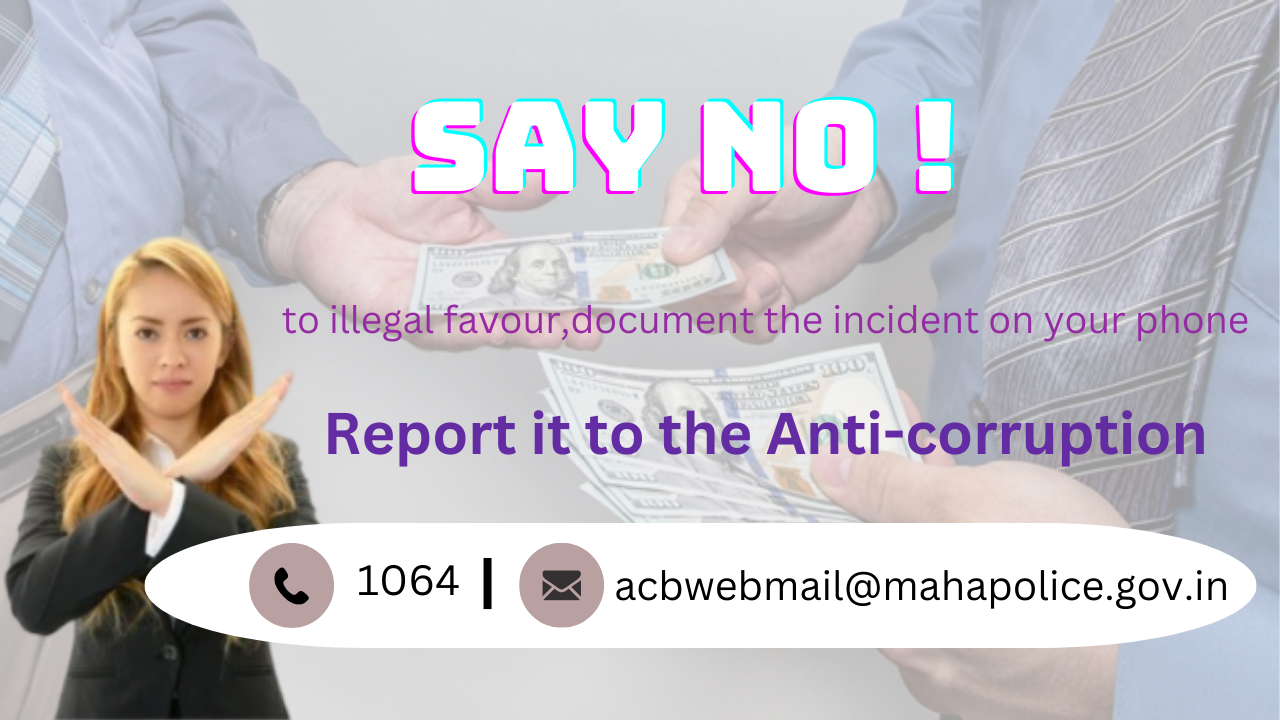 SAY NO !
to illegal favour,document the incident on your phone
Report it to the Anti-corruption
1064 | acbwebmail@mahapolice.gov.in